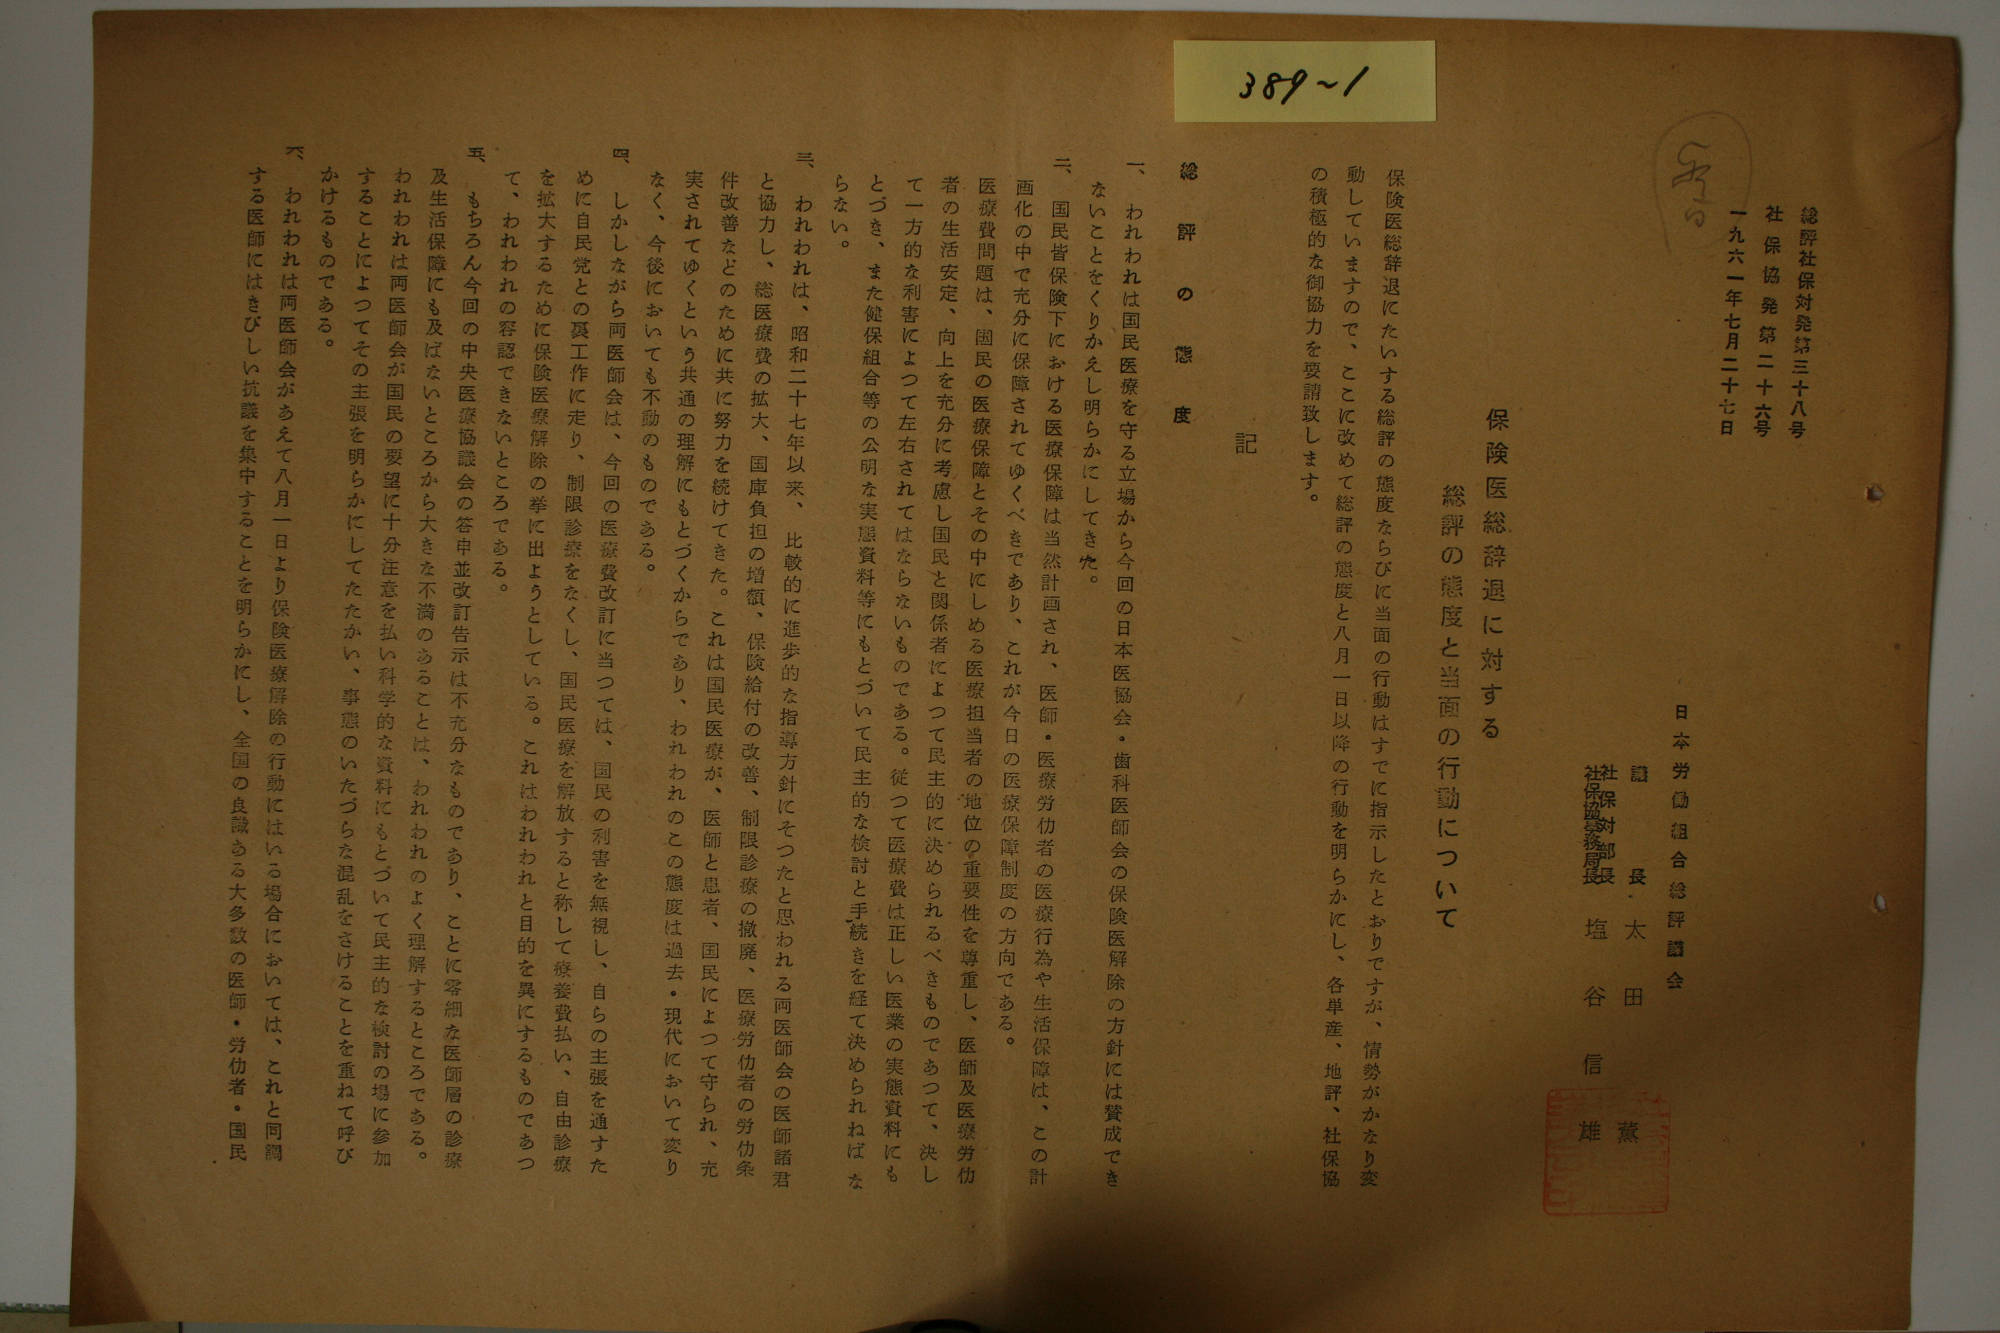 389~1
総評社保対発第三十八号
社保協発第二十六号
一九六一年七月二十七日
日本労働組合総評議会
議長 太田薫
社保対部長
社保協事務局長 塩谷信雄
保険医総辞退に対する
総評の態度と当面の行動について
保険医総辞退にたいする総評の態度ならびに当面の行動はすでに指示したとおりですが、情勢がかなり変
動していますので、ここに改めて総評の態度と八月一日以降の行動を明らかにし、各単産、地評、社保協
の積極的な御協力を要請致します。
記
総評の態度
一、われわれは国民医療を守る立場から今回の日本医協会・歯科医師会の保険医解除の方針には賛成でき
ないことをくりかえし明らかにしてきた。
二、国民皆保険下における医療保障は当然計画され、医師・医療労仂者の医療行為や生活保障は、この計
画化の中で充分に保障されてゆくべきであり、これが今日の医療保障制度の方向である。
医療費問題は、国民の医療保障とその中にしめる医療担当者の地位の重要性を尊重し、医師及医療労仂
者の生活安定、向上を充分に考慮し国民と関係者によつて民主的に決められるべきものであつて、決し
て一方的な利害によつて左右されてはならないものである。従つて医療費は正しい医業の実態資料にも
とづき、また健保組合等の公明な実態資料等にもとづいて民主的な検討と手続きを経て決められねばな
らない。
三、われわれは、昭和二十七年以来、比較的に進歩的な指導方針にそつたと思われる両医師会の医師諸君
と協力し、総医療費の拡大、国庫負担の増額、保険給付の改善、制限診療の撤廃、医療労仂者の労仂条
件改善などのために共に努力を続けてきた。これは国民医療が、医師と患者、国民によつて守られ、充
実されてゆくという共通の理解にもとづくからであり、われわれのこの態度は過去・現代において変り
なく、今後においても不動のものである。
四、しかしながら両医師会は、今回の医療費改訂に当つては、国民の利害を無視し、自らの主張を通すた
めに自民党との裏工作に走り、制限診療をなくし、国民医療を解放すると称して療養費払い、自由診療
を拡大するために保険医療解除の挙に出ようとしている。これはわれわれと目的を異にするものであつ
て、われわれの容認できないところである。
五、もちろん今回の中央医療協議会の答申並改訂告示は不充分なものであり、ことに零細な医師層の診療
及生活保障にも及ばないところから大きな不満のあることは、われわれのよく理解するところである。
われわれは両医師会が国民の要望に十分注意を払い科学的な資料にもとづいて民主的な検討の場に参加
することによつてその主張を明らかにしてたたかい、事態のいたづらな混乱をさけることを重ねて呼び
かけるものである。
六、われわれは両医師会があえて八月一日より保険医療解除の行動にはいる場合においては、これと同調
する医師にはきびしい抗議を集中することを明らかにし、全国の良識ある大多数の医師・労仂者・国民